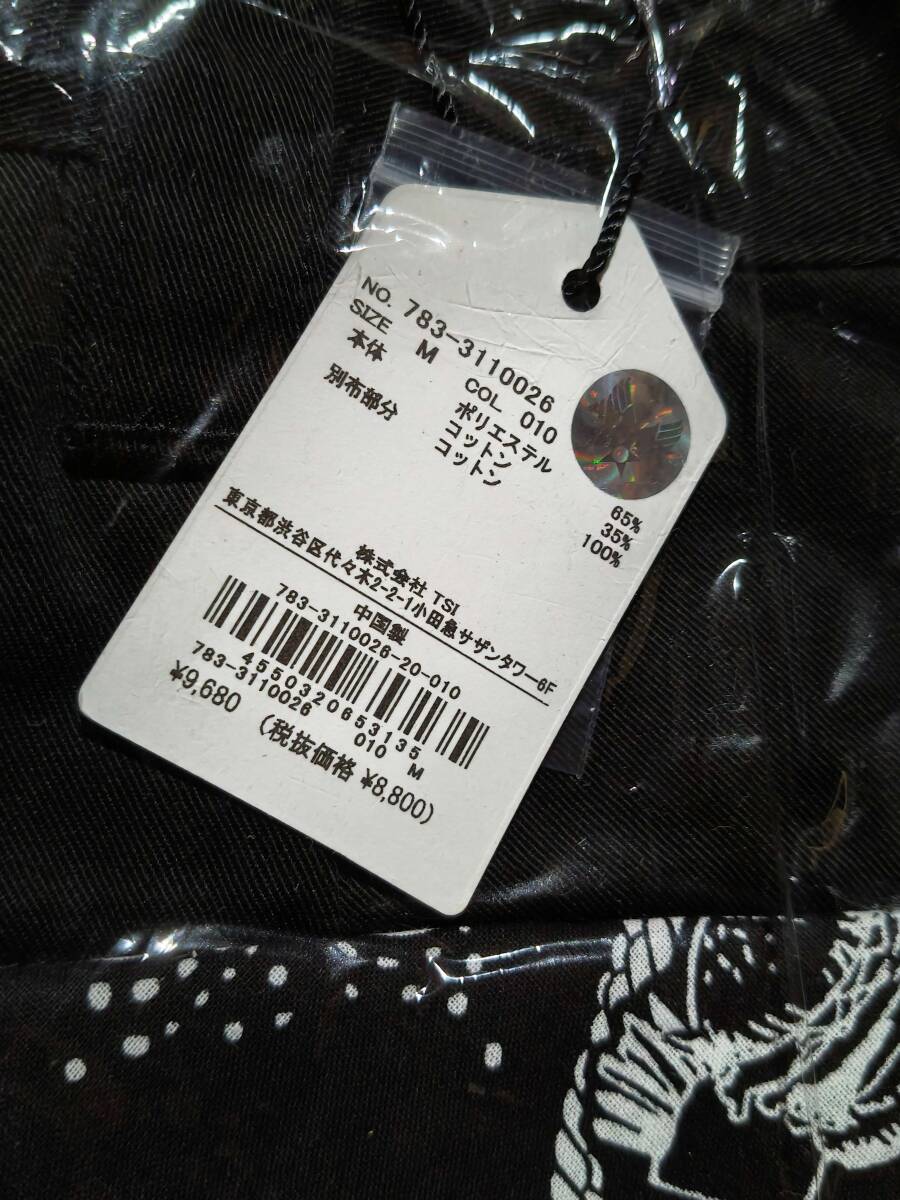 NO. 783-3110026
SIZE M COL 010
本体 ポリエステル 65%
コットン 35%
別布部分 コットン 100%
株式会社 TSI
東京都渋谷区代々木2-2-1小田急サザンタワー6F
中国製
783-3110026-20-010
4550320653135
783-3110026 010 M
¥9,680 (税抜価格 ¥8,800)